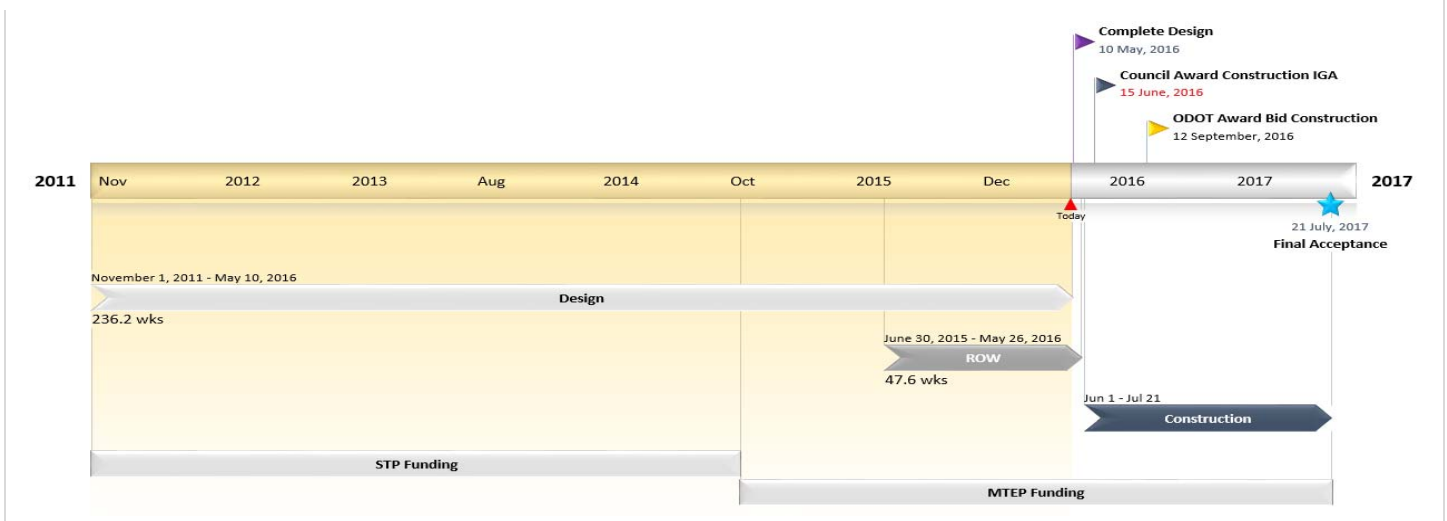 Complete Design
10 May, 2016
Council Award Construction IGA
15 June, 2016
ODOT Award Bid Construction
12 September, 2016
2011 Nov 2012 2013 Aug 2014 Oct 2015 Dec 2016 2017 2017
Today
21 July, 2017
Final Acceptance
November 1, 2011 - May 10, 2016
Design
236.2 wks
June 30, 2015 - May 26, 2016
ROW
47.6 wks
Jun 1 - Jul 21
Construction
STP Funding
MTEP Funding